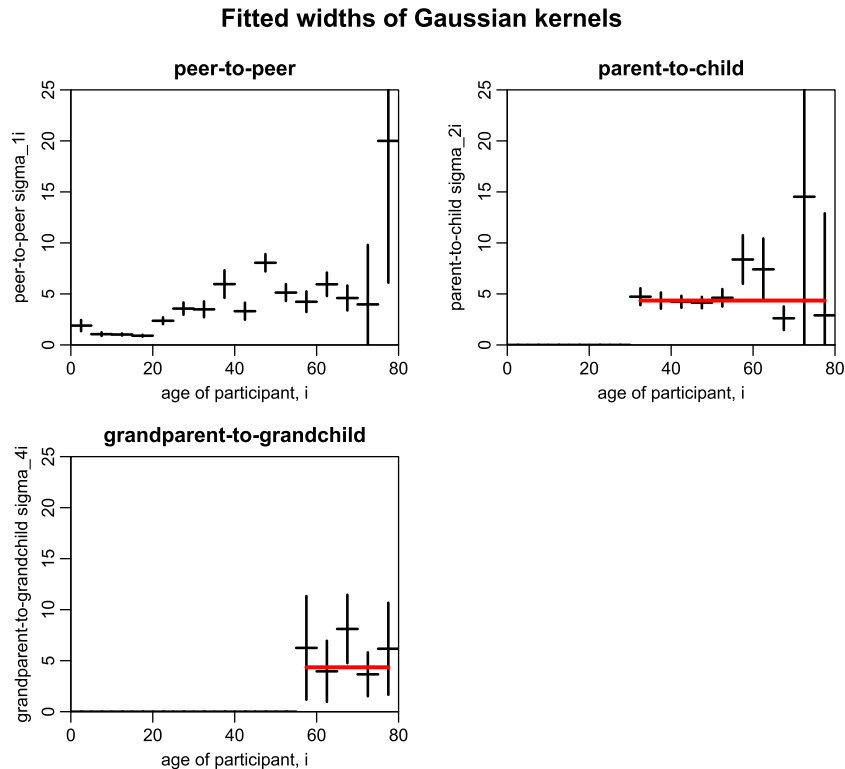 Fitted widths of Gaussian kernels
peer-to-peer
peer-to-peer sigma_1i
25
20
15
10
5
0
0 20 40 60 80
age of participant, i
parent-to-child
parent-to-child sigma_2i
25
20
15
10
5
0
0 20 40 60 80
age of participant, i
grandparent-to-grandchild
grandparent-to-grandchild sigma_4i
25
20
15
10
5
0
0 20 40 60 80
age of participant, i